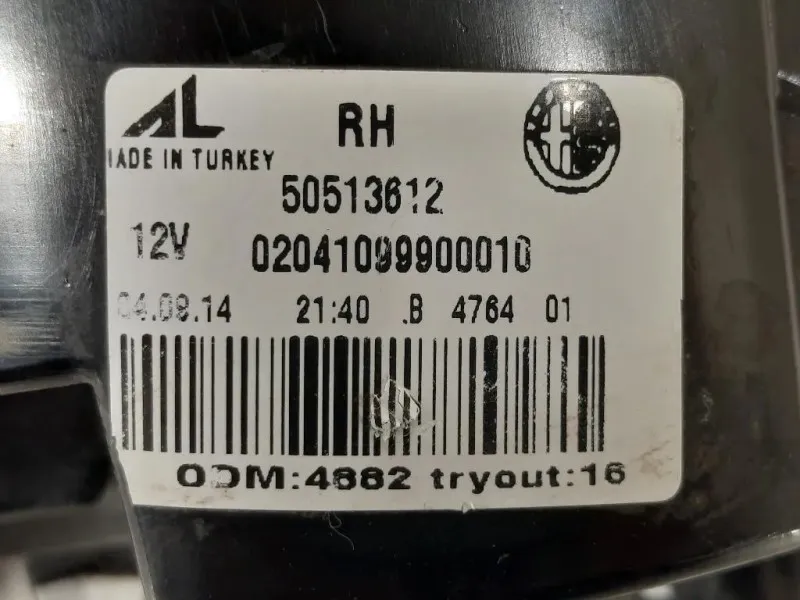 AL RH
MADE IN TURKEY
50513612
12V 02041099900010
04.08.14 21:40 .B 4764 01
ODM:4882 tryout:16